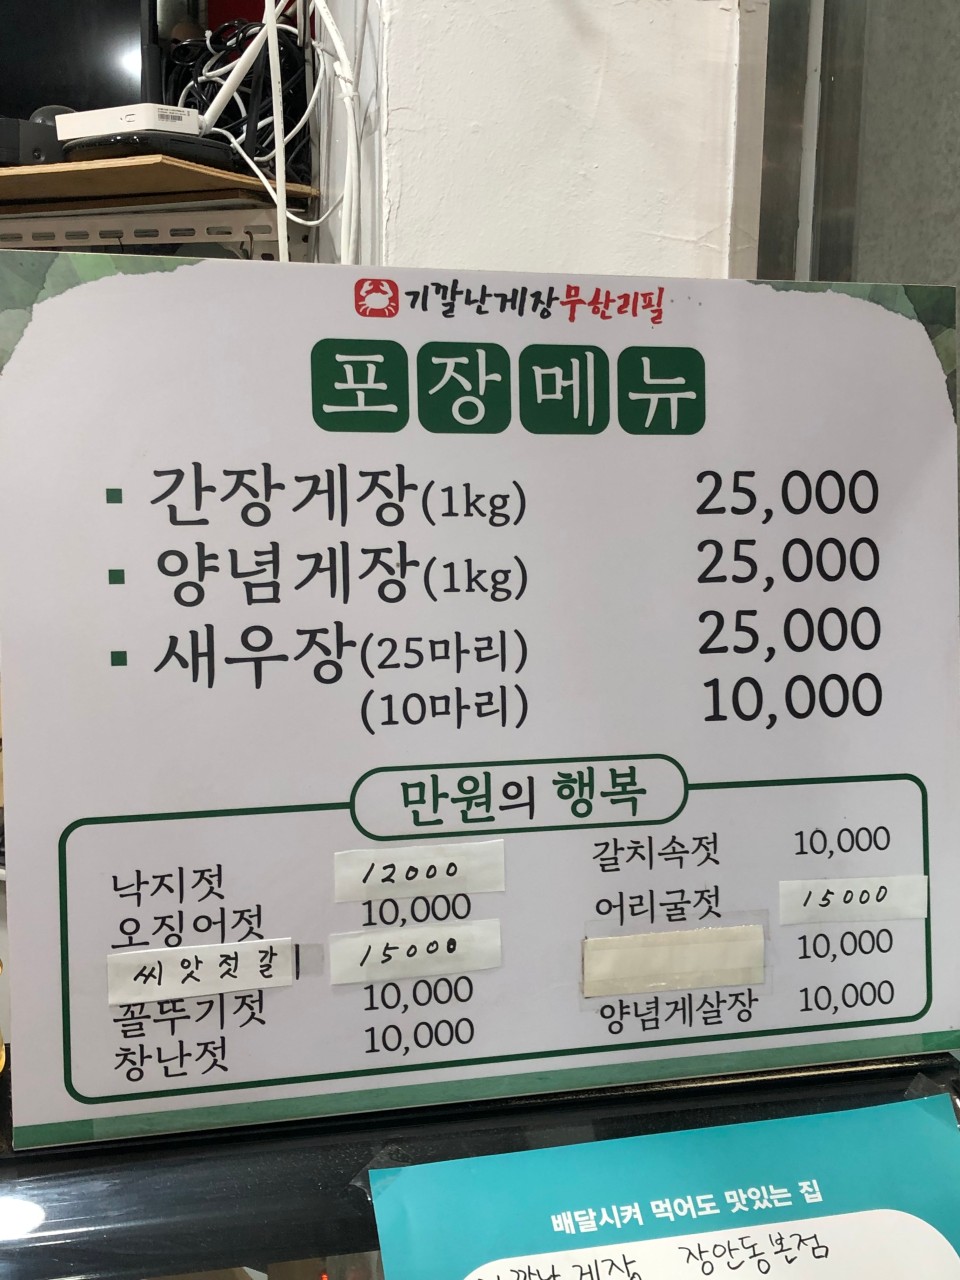 기깔난게장무한리필
포장메뉴
▪ 간장게장(1kg) 25,000
▪ 양념게장(1kg) 25,000
▪ 새우장(25마리) 25,000
(10마리) 10,000
만원의 행복
낙지젓 12000
오징어젓 10,000
씨앗젓갈 15000
꼴뚜기젓 10,000
창난젓 10,000
갈치속젓 10,000
어리굴젓 15000
10,000
양념게살장 10,000
배달시켜 먹어도 맛있는 집
게장 장안동본점